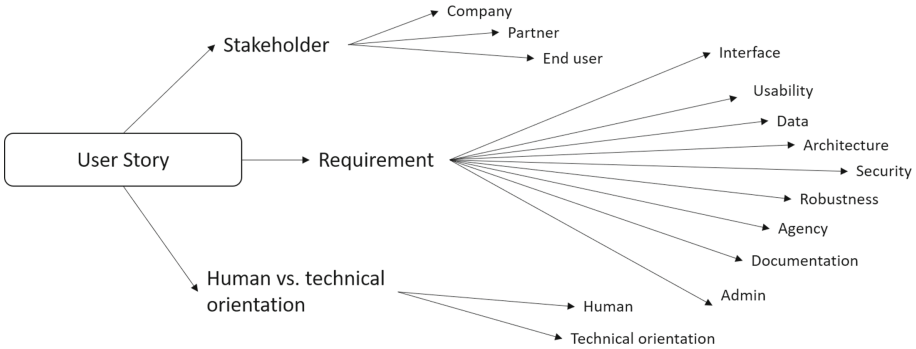 Company
Partner
Stakeholder
End user
Interface
Usability
Data
Architecture
User Story
Requirement
Security
Robustness
Agency
Documentation
Human vs. technical
orientation
Admin
Human
Technical orientation